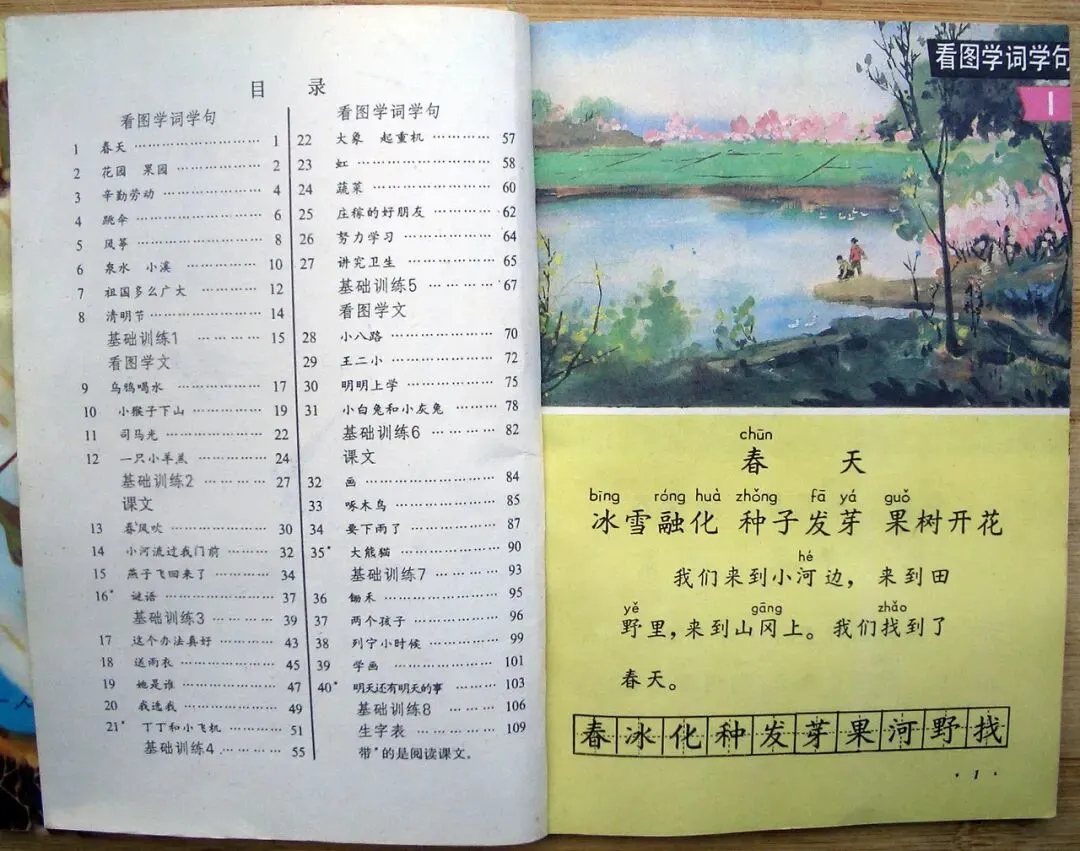 目 录
看图学词学句
1 春天 ………………………… 1
2 花园 果园 ………………… 2
3 辛勤劳动 ………………… 4
4 跳伞 ……………………… 6
5 风筝 ……………………… 8
6 泉水 小溪 ……………… 10
7 祖国多么广大 ………… 12
8 清明节 ………………… 14
基础训练1 ………… 15
看图学文
9 乌鸦喝水 ……………… 17
10 小猴子下山 …………… 19
11 司马光 ………………… 22
12 一只小羊羔 …………… 24
基础训练2 ………… 27
课文
13 春风吹 ………………… 30
14 小河流过我门前 ……… 32
15 燕子飞回来了 ………… 34
16* 谜语 …………………… 37
基础训练3 ………… 39
17 这个办法真好 ………… 43
18 送雨衣 ………………… 45
19 她是谁 ………………… 47
20 我选我 ………………… 49
21* 丁丁和小飞机 ………… 51
基础训练4 ………… 55
看图学词学句
22 大象 起重机 ………… 57
23 虹 ……………………… 58
24 蔬菜 …………………… 60
25 庄稼的好朋友 ………… 62
26 努力学习 ……………… 64
27 讲究卫生 ……………… 65
基础训练5 ………… 67
看图学文
28 小八路 ………………… 70
29 王二小 ………………… 72
30 明明上学 ……………… 75
31 小白兔和小灰兔 ……… 78
基础训练6 ………… 82
课文
32 画 ……………………… 84
33 啄木鸟 ………………… 85
34 要下雨了 ……………… 87
35* 大熊猫 ………………… 90
基础训练7 ………… 93
36 锄禾 …………………… 95
37 两个孩子 ……………… 96
38 列宁小时候 …………… 99
39 学画 …………………… 101
40* 明天还有明天的事 …… 103
基础训练8 ………… 106
生字表 ……………… 109
带*的是阅读课文。
看图学词学句
1
chūn
春 天
bīng róng huà zhǒng fā yá guǒ
冰雪融化 种子发芽 果树开花
hé
我们来到小河边，来到田
yě gāng zhǎo
野里，来到山冈上。我们找到了
春天。
春冰化种发芽果河野找
· 1 ·